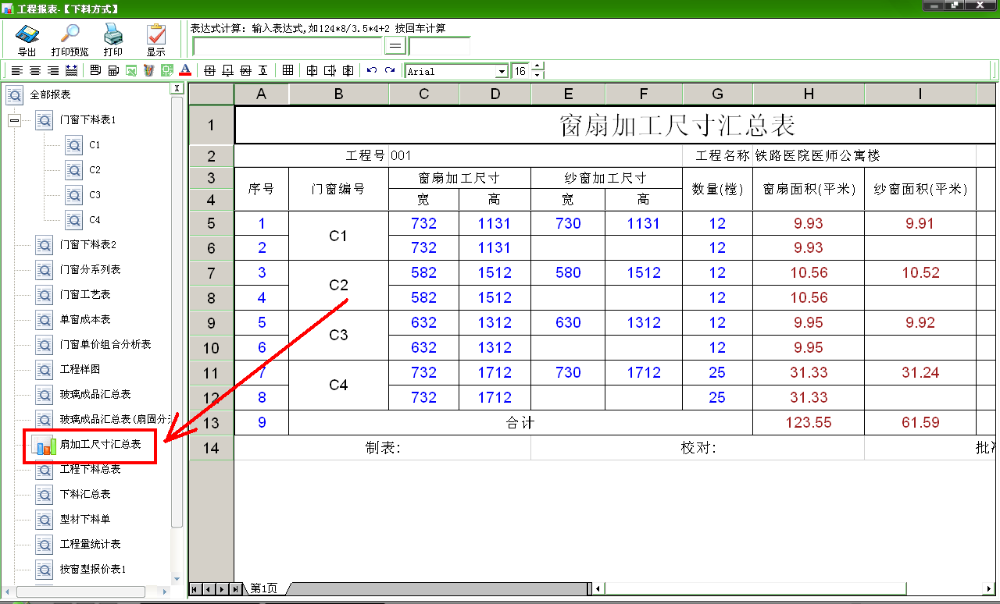 工程报表-【下料方式】
导出 打印预览 打印 显示
表达式计算: 输入表达式,如124*8/3.5*4+2 按回车计算
Arial 16
全部报表
门窗下料表1
C1
C2
C3
C4
门窗下料表2
门窗分系列表
门窗工艺表
单窗成本表
门窗单价组合分析表
工程样图
玻璃成品汇总表
玻璃成品汇总表(扇固分
扇加工尺寸汇总表
工程下料总表
下料汇总表
型材下料单
工程量统计表
按窗型报价表1
A B C D E F G H I
1 窗扇加工尺寸汇总表
2 工程号 001 工程名称 铁路医院医师公寓楼
3 序号 门窗编号 窗扇加工尺寸 纱窗加工尺寸 数量(樘) 窗扇面积(平米) 纱窗面积(平米)
4 宽 高 宽 高
5 1 C1 732 1131 730 1131 12 9.93 9.91
6 2 732 1131 12 9.93
7 3 C2 582 1512 580 1512 12 10.56 10.52
8 4 582 1512 12 10.56
9 5 C3 632 1312 630 1312 12 9.95 9.92
10 6 632 1312 12 9.95
11 7 C4 732 1712 730 1712 25 31.33 31.24
12 8 732 1712 25 31.33
13 9 合计 123.55 61.59
14 制表: 校对: 批
第1页